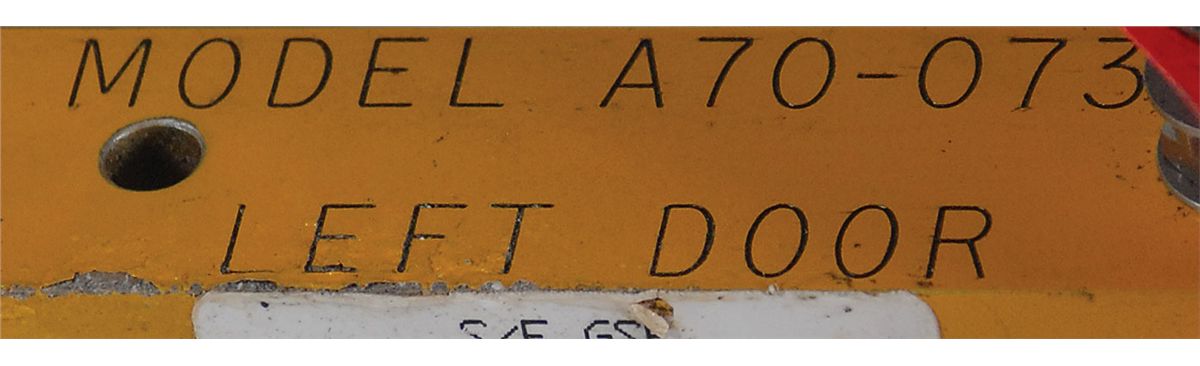 MODEL A70-073
LEFT DOOR